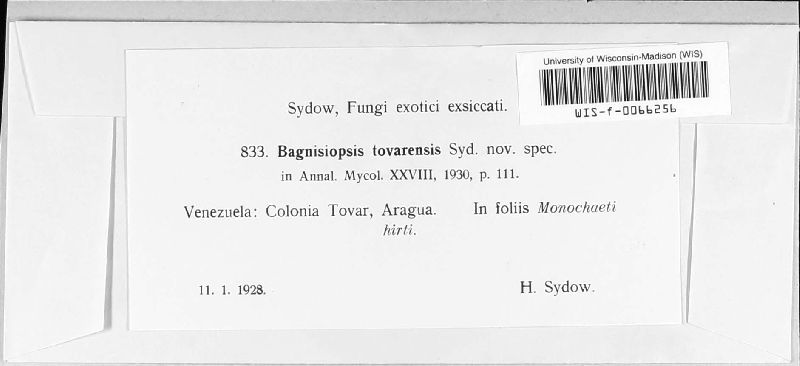 University of Wisconsin-Madison (WIS)
WIS-f-0066256
Sydow, Fungi exotici exsiccati.
833. Bagnisiopsis tovarensis Syd. nov. spec.
in Annal. Mycol. XXVIII, 1930, p. 111.
Venezuela: Colonia Tovar, Aragua. In foliis Monochaeti
hirti.
11. 1. 1928. H. Sydow.